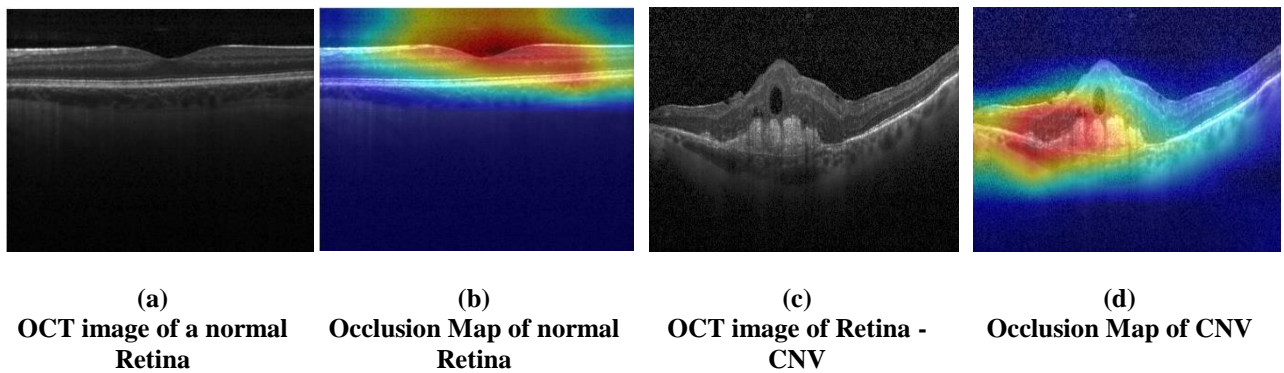 (a)
OCT image of a normal
Retina
(b)
Occlusion Map of normal
Retina
(c)
OCT image of Retina -
CNV
(d)
Occlusion Map of CNV